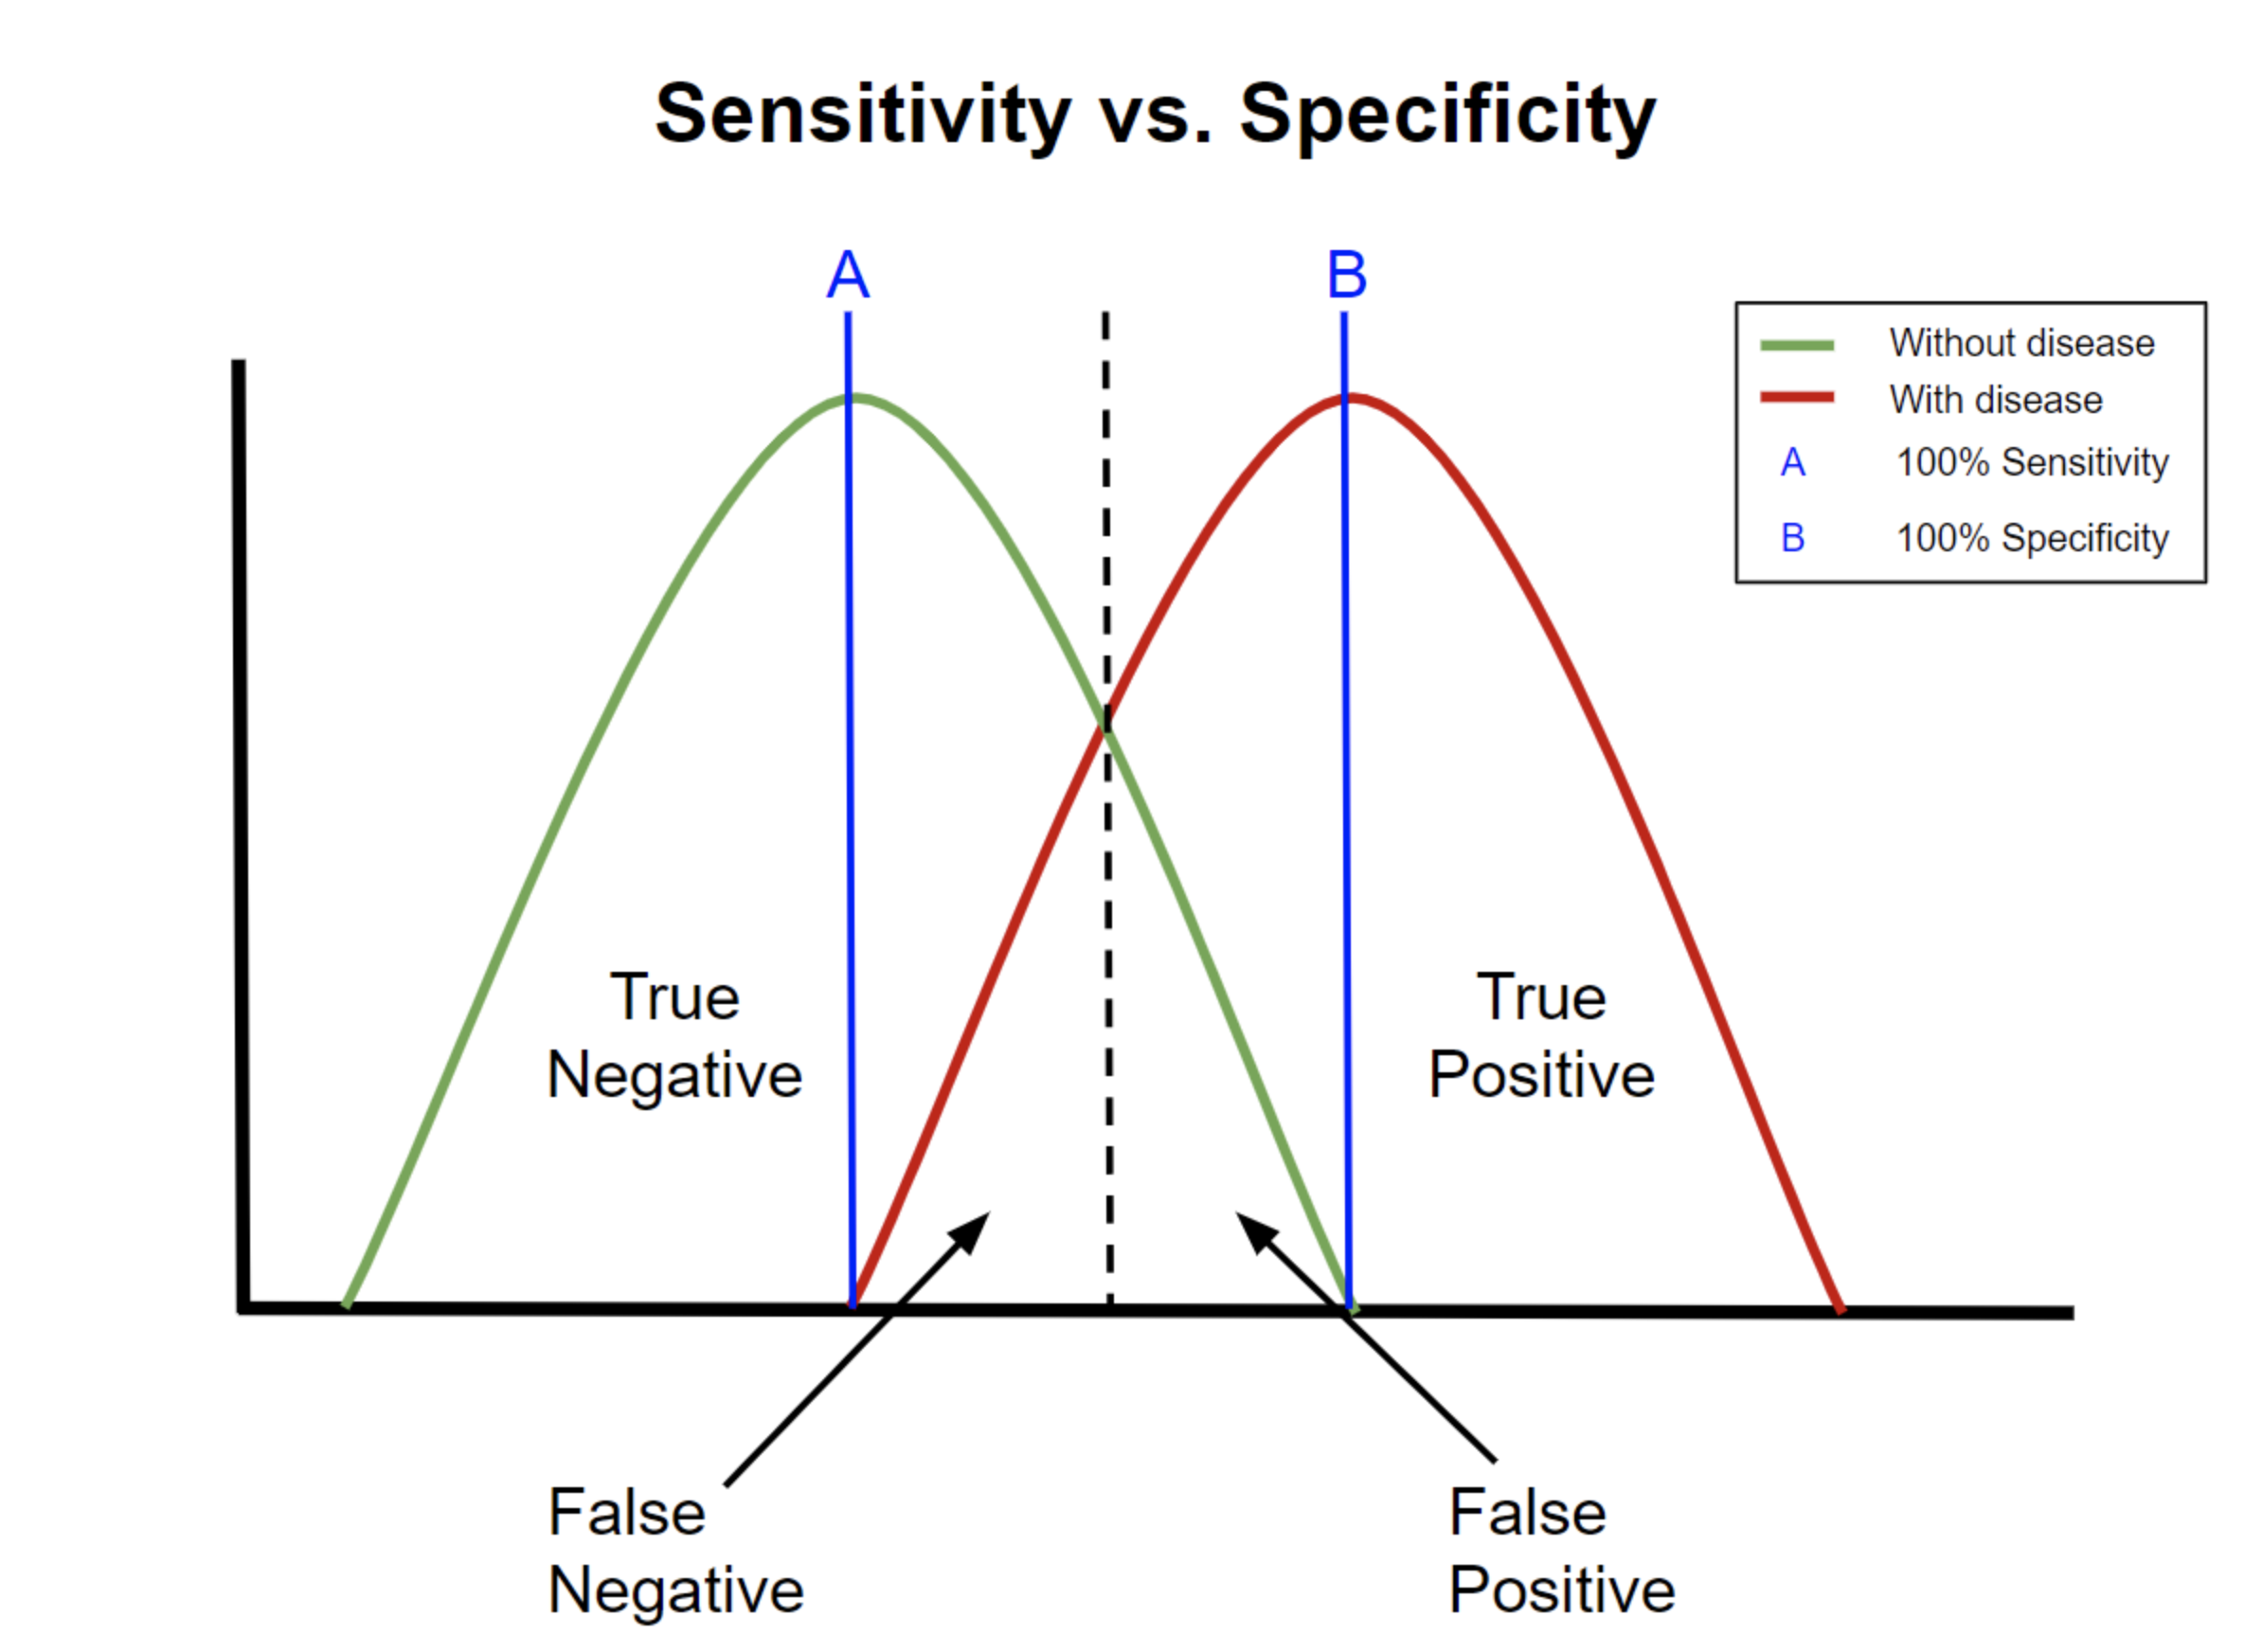 Sensitivity vs. Specificity
A
B
Without disease
With disease
A 100% Sensitivity
B 100% Specificity
True
Negative
True
Positive
False
Negative
False
Positive